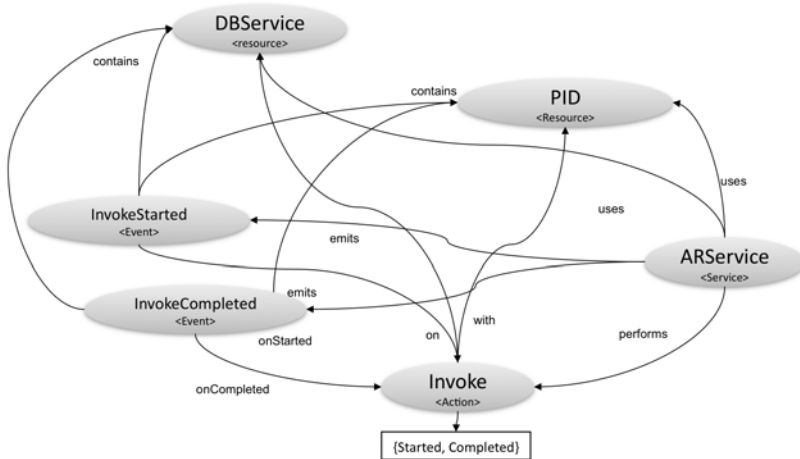 DBService
<resource>
contains
contains
PID
<Resource>
uses
InvokeStarted
<Event>
uses
emits
ARService
<Service>
InvokeCompleted
<Event>
emits
onStarted
on
with
performs
onCompleted
Invoke
<Action>
{Started, Completed}